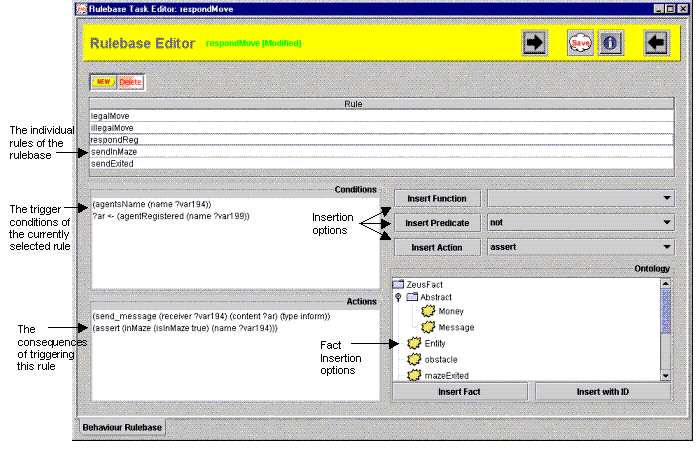 Rulebase Task Editor: respondMove
Rulebase Editor respondMove [Modified]
Save
NEW Delete
Rule
legalMove
illegalMove
respondReg
sendInMaze
sendExited
The individual
rules of the
rulebase
Conditions
(agentsName (name ?var194))
?ar <- (agentRegistered (name ?var199))
The trigger
conditions of
the currently
selected rule
Insertion
options
Insert Function
Insert Predicate not
Insert Action assert
Ontology
ZeusFact
Abstract
Money
Message
Entity
obstacle
mazeExited
Fact
Insertion
options
Insert Fact Insert with ID
Actions
(send_message (receiver ?var194) (content ?ar) (type inform))
(assert (inMaze (isInMaze true) (name ?var194)))
The
consequences
of triggering
this rule
Behaviour Rulebase